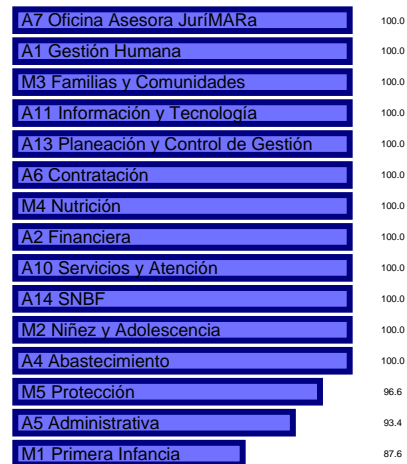 A7 Oficina Asesora JuríMARa 100.0
A1 Gestión Humana 100.0
M3 Familias y Comunidades 100.0
A11 Información y Tecnología 100.0
A13 Planeación y Control de Gestión 100.0
A6 Contratación 100.0
M4 Nutrición 100.0
A2 Financiera 100.0
A10 Servicios y Atención 100.0
A14 SNBF 100.0
M2 Niñez y Adolescencia 100.0
A4 Abastecimiento 100.0
M5 Protección 96.6
A5 Administrativa 93.4
M1 Primera Infancia 87.6